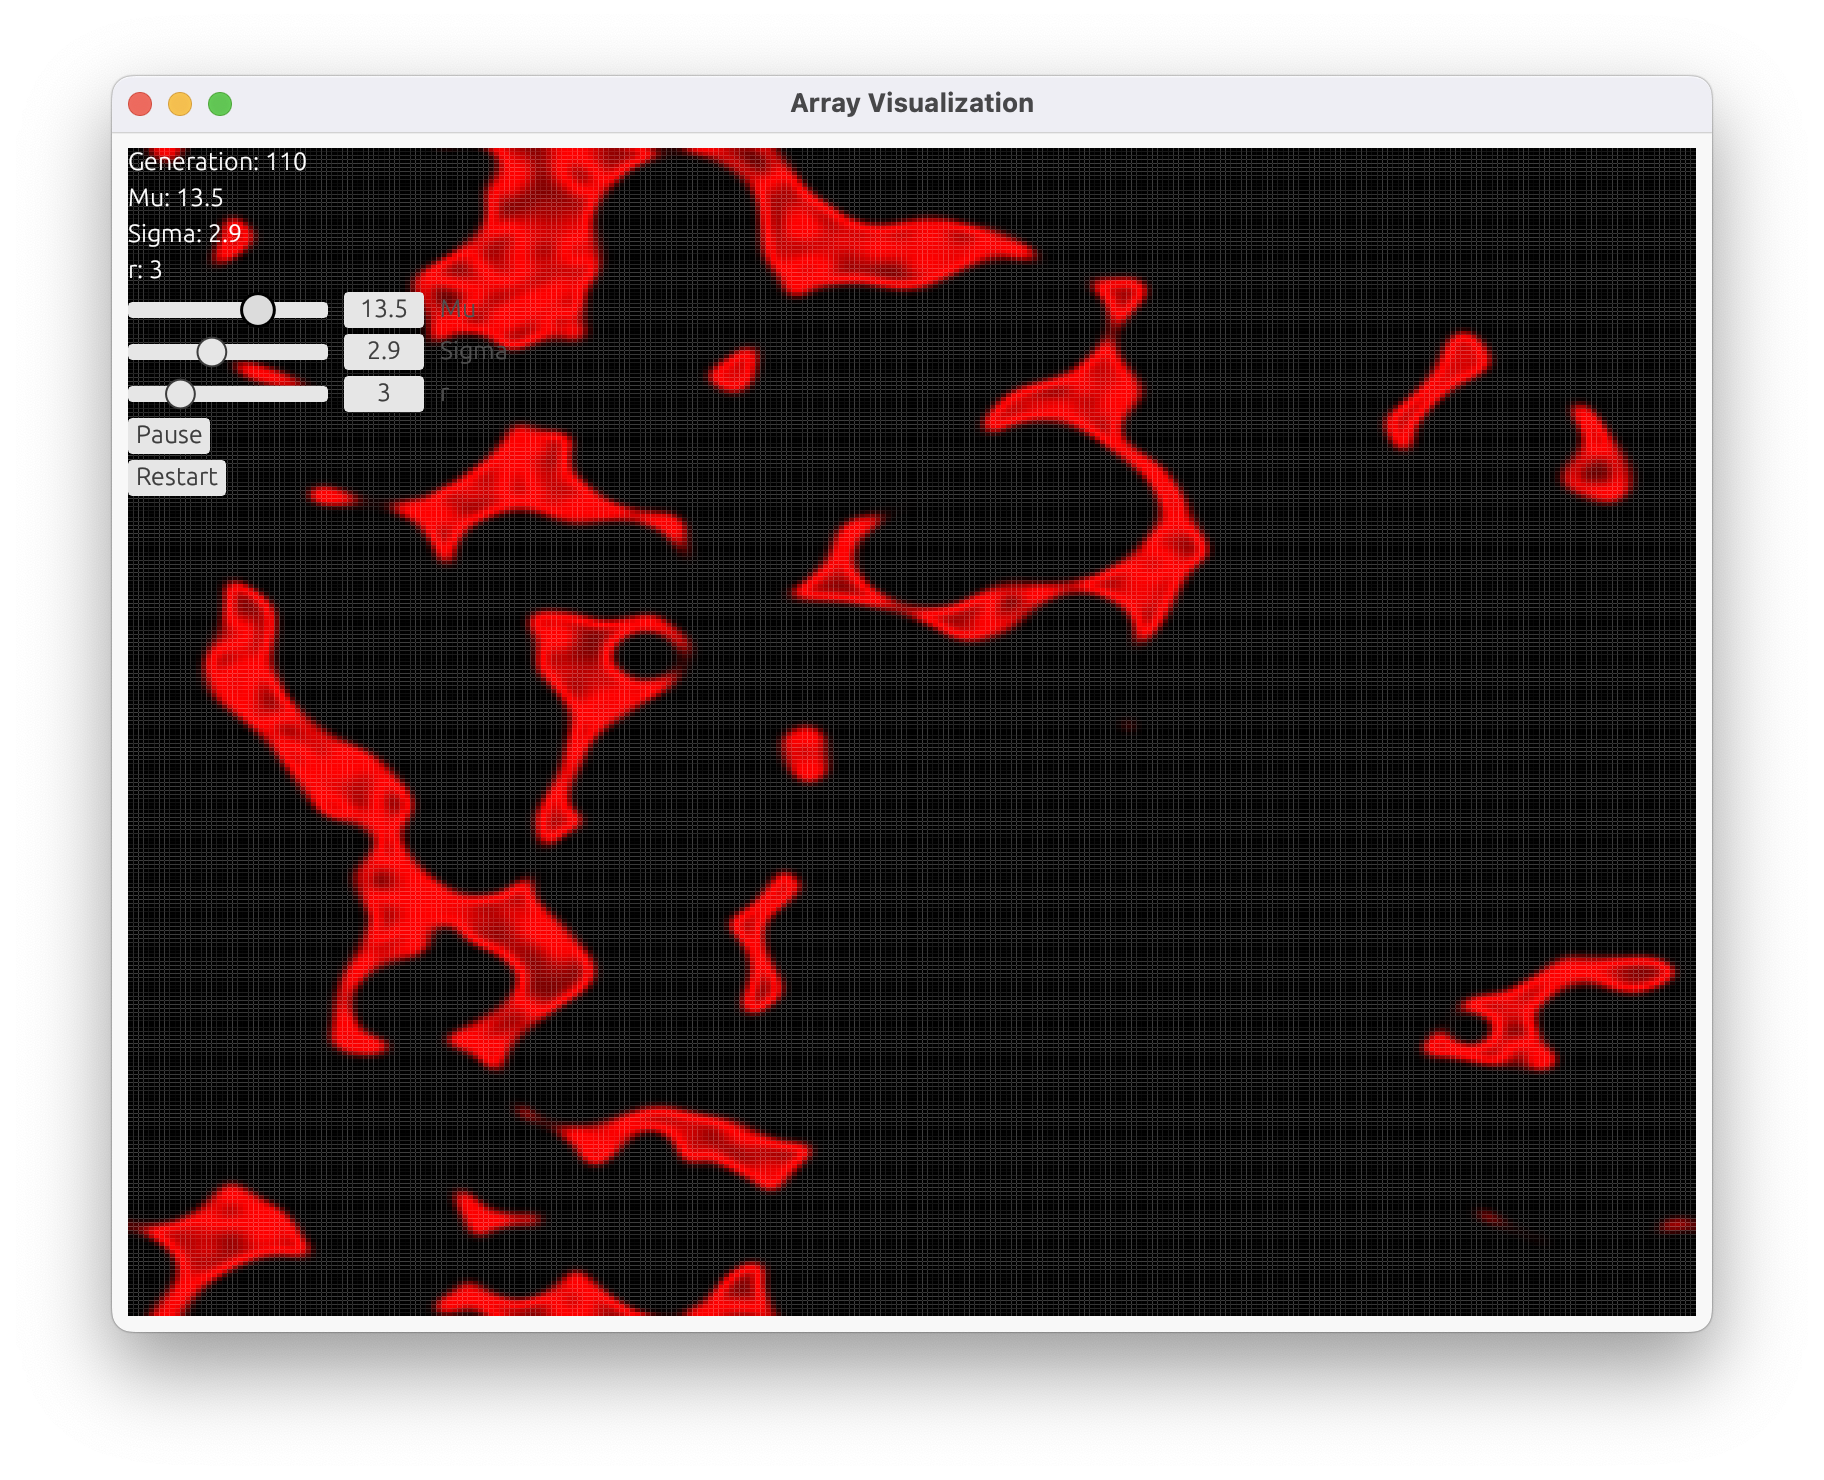 Array Visualization
Generation: 110
Mu: 13.5
Sigma: 2.9
r: 3
13.5 Mu
2.9 Sigma
3 r
Pause
Restart